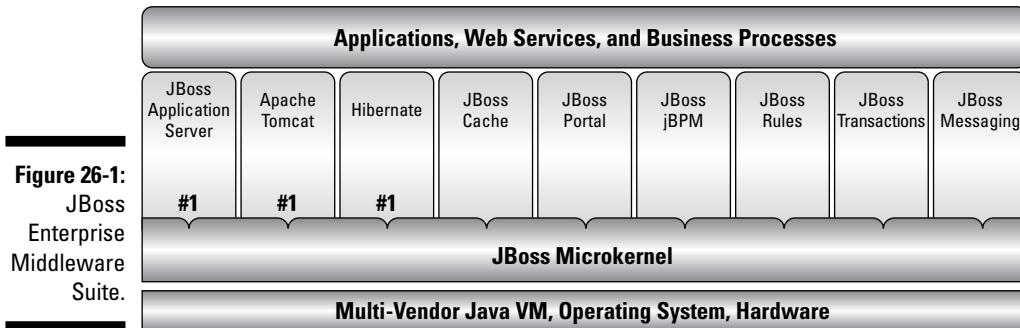 Applications, Web Services, and Business Processes
JBoss
Application
Server
#1
Apache
Tomcat
#1
Hibernate
#1
JBoss
Cache
JBoss
Portal
JBoss
jBPM
JBoss
Rules
JBoss
Transactions
JBoss
Messaging
JBoss Microkernel
Multi-Vendor Java VM, Operating System, Hardware
Figure 26-1:
JBoss
Enterprise
Middleware
Suite.